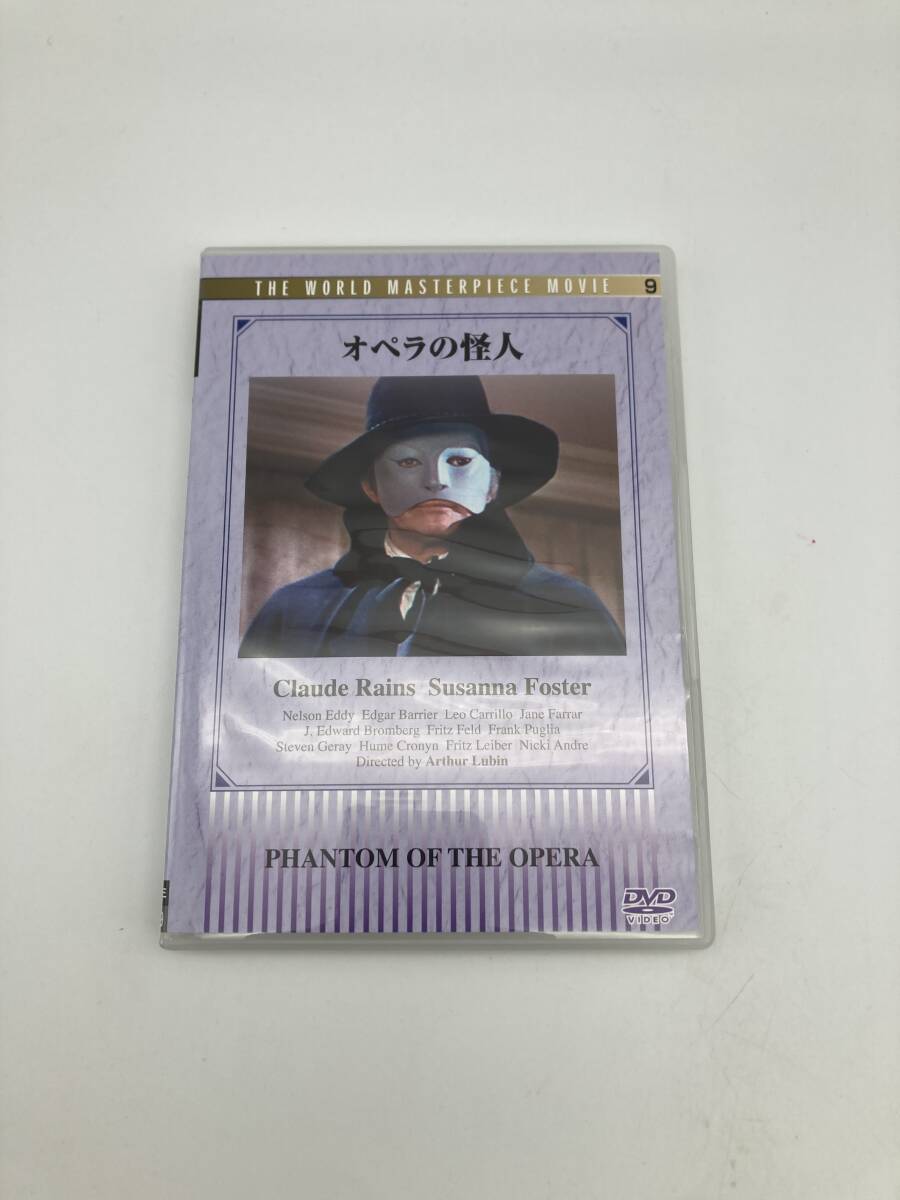 THE WORLD MASTERPIECE MOVIE 9
オペラの怪人
Claude Rains Susanna Foster
Nelson Eddy Edgar Barrier Leo Carrillo Jane Farrar
J. Edward Bromberg Fritz Feld Frank Puglia
Steven Geray Hume Cronyn Fritz Leiber Nicki Andre
Directed by Arthur Lubin
PHANTOM OF THE OPERA
DVD
VIDEO